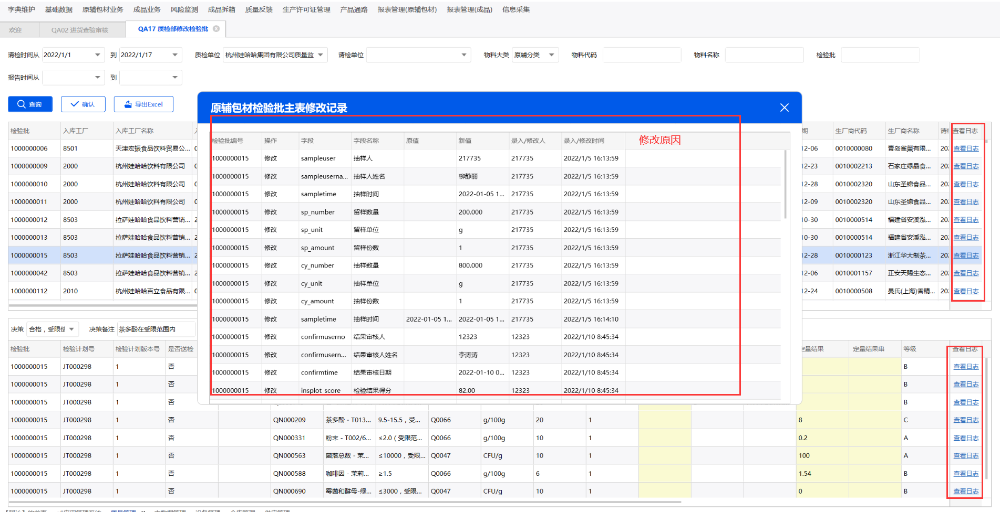 字典维护 基础数据 原辅包材业务 成品业务 风险监测 成品拆箱 质量反馈 生产许可证管理 产品通路 报表管理(原辅包材) 报表管理(成品) 信息采集
欢迎 QA02 进货查验审核 QA17 质检部修改检验批
请检时间从 2022/1/1 到 2022/1/17 质检单位 杭州娃哈哈集团有限公司质量监 请检单位 物料大类 原辅分类 物料代码 物料名称 检验批
报告时间从 到
查询 确认 导出Excel
原辅包材检验批主表修改记录
检验批编号 操作 字段 字段名称 原值 新值 录入/修改人 录入/修改时间 修改原因
1000000015 修改 sampleuser 抽样人 217735 217735 2022/1/5 16:13:59
1000000015 修改 sampleuserna... 抽样人姓名 柳静丽 217735 2022/1/5 16:13:59
1000000015 修改 sampletime 抽样时间 2022-01-05 1... 217735 2022/1/5 16:13:59
1000000015 修改 sp_number 留样数量 200.000 217735 2022/1/5 16:13:59
1000000015 修改 sp_unit 留样单位 g 217735 2022/1/5 16:13:59
1000000015 修改 sp_amount 留样份数 1 217735 2022/1/5 16:13:59
1000000015 修改 cy_number 抽样数量 800.000 217735 2022/1/5 16:13:59
1000000015 修改 cy_unit 抽样单位 g 217735 2022/1/5 16:13:59
1000000015 修改 cy_amount 抽样份数 1 217735 2022/1/5 16:13:59
1000000015 修改 sampletime 抽样时间 2022-01-05 1... 2022-01-05 1... 217735 2022/1/5 16:14:10
1000000015 修改 confirmuserno 结果审核人 12323 12323 2022/1/10 8:45:34
1000000015 修改 confirmusern... 结果审核人姓名 李涛涛 12323 2022/1/10 8:45:34
1000000015 修改 confirmtime 结果审核日期 2022-01-10 0... 12323 2022/1/10 8:45:34
1000000015 修改 insplot_score 检验结果得分 82.00 12323 2022/1/10 8:45:34
检验批 入库工厂 入库工厂名称 期 生厂商代码 生厂商名称 查看日志
1000000006 8501 天津宏振食品饮料贸易公... 12-06 0010000080 青岛雀巢有限... 查看日志
1000000009 2000 杭州娃哈哈饮料有限公司 12-23 0010002213 石家庄绿晶食... 查看日志
1000000010 2000 杭州娃哈哈饮料有限公司 12-28 0010002320 山东圣锦食品... 查看日志
1000000011 2000 杭州娃哈哈饮料有限公司 12-09 0010002320 山东圣锦食品... 查看日志
1000000012 8503 拉萨娃哈哈食品饮料营销... 10-30 0010000514 福建省安溪泓... 查看日志
1000000013 8503 拉萨娃哈哈食品饮料营销... 10-30 0010000514 福建省安溪泓... 查看日志
1000000015 8503 拉萨娃哈哈食品饮料营销... 12-28 0010000123 浙江华大制茶... 查看日志
1000000042 8503 拉萨娃哈哈食品饮料营销... 12-06 0010001157 正安天赐生态... 查看日志
1000000112 2010 杭州娃哈哈百立食品有限... 12-24 0010000508 曼氏(上海)香精... 查看日志
决策 合格，受限使 决策备注 茶多酚在受限范围内
检验批 检验计划号 检验计划版本号 是否送检 定量结果 定量结果串 等级 查看日志
1000000015 JT000298 1 否 B 查看日志
1000000015 JT000298 1 否 B 查看日志
1000000015 JT000298 1 否 B 查看日志
1000000015 JT000298 1 否 QN000209 茶多酚 - T013... 9.5-15.5，受... Q0066 g/100g 20 1 8 C 查看日志
1000000015 JT000298 1 否 QN000331 粉末 - T002/6... ≤2.0（受限范... Q0066 g/100g 10 1 0.2 A 查看日志
1000000015 JT000298 1 否 QN000563 菌落总数 - 茉... ≤10000，受限... Q0047 CFU/g 10 1 100 A 查看日志
1000000015 JT000298 1 否 QN000588 咖啡因 - 茉莉... ≥1.5 Q0066 g/100g 6 1 1.54 B 查看日志
1000000015 JT000298 1 否 QN000690 霉菌和酵母-绿... ≤3000，受限... Q0047 CFU/g 10 1 0 B 查看日志